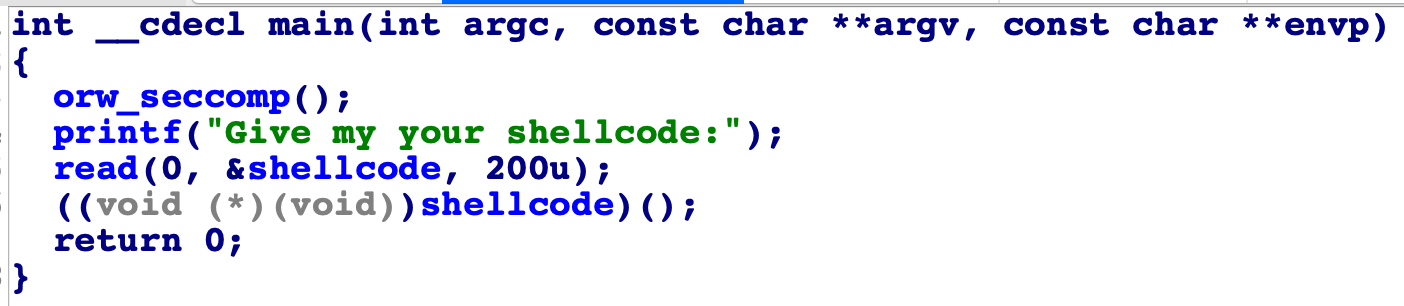 int __cdecl main(int argc, const char **argv, const char **envp)
{
  orw_seccomp();
  printf("Give my your shellcode:");
  read(0, &shellcode, 200u);
  ((void (*)(void))shellcode)();
  return 0;
}